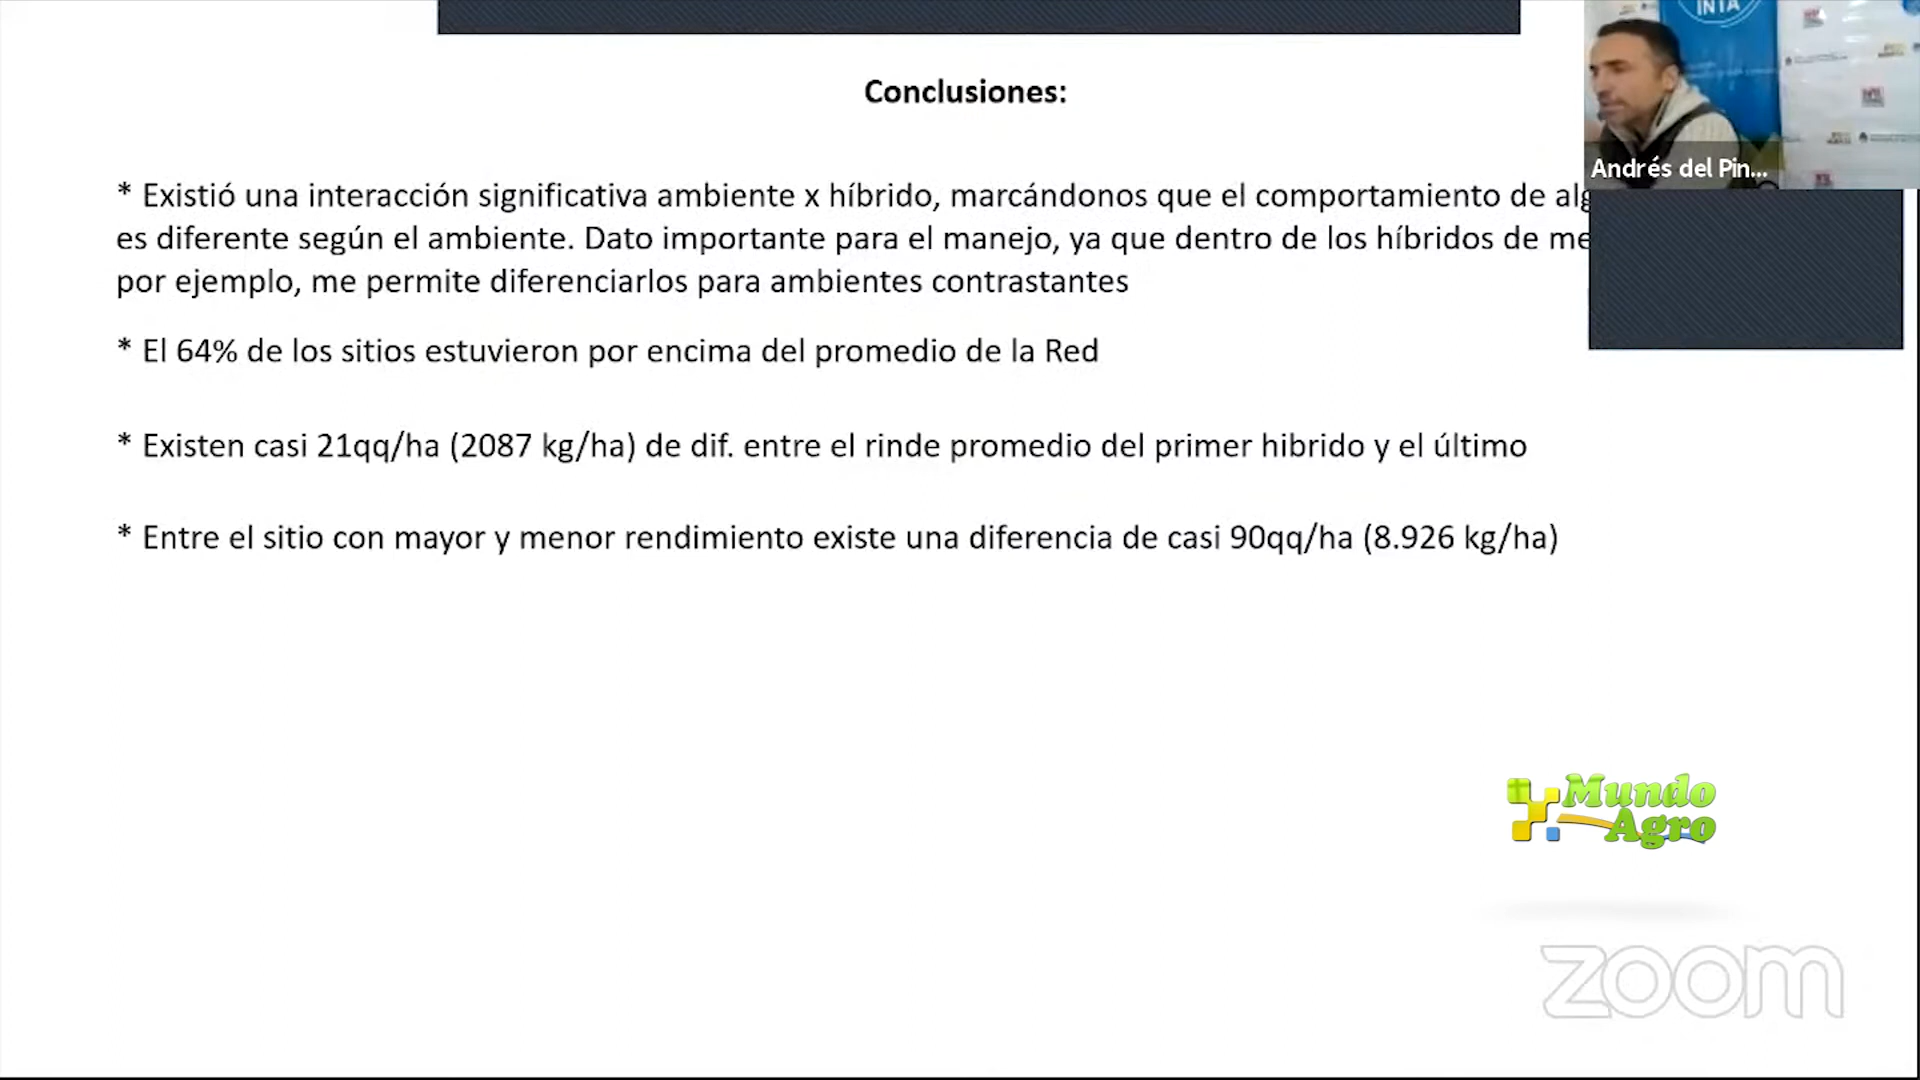 INTA
Conclusiones:
Andrés del Pin...
* Existió una interacción significativa ambiente x híbrido, marcándonos que el comportamiento de
es diferente según el ambiente. Dato importante para el manejo, ya que dentro de los híbridos de
por ejemplo, me permite diferenciarlos para ambientes contrastantes
* El 64% de los sitios estuvieron por encima del promedio de la Red
* Existen casi 21qq/ha (2087 kg/ha) de dif. entre el rinde promedio del primer hibrido y el último
* Entre el sitio con mayor y menor rendimiento existe una diferencia de casi 90qq/ha (8.926 kg/ha)
Mundo
Agro
zoom